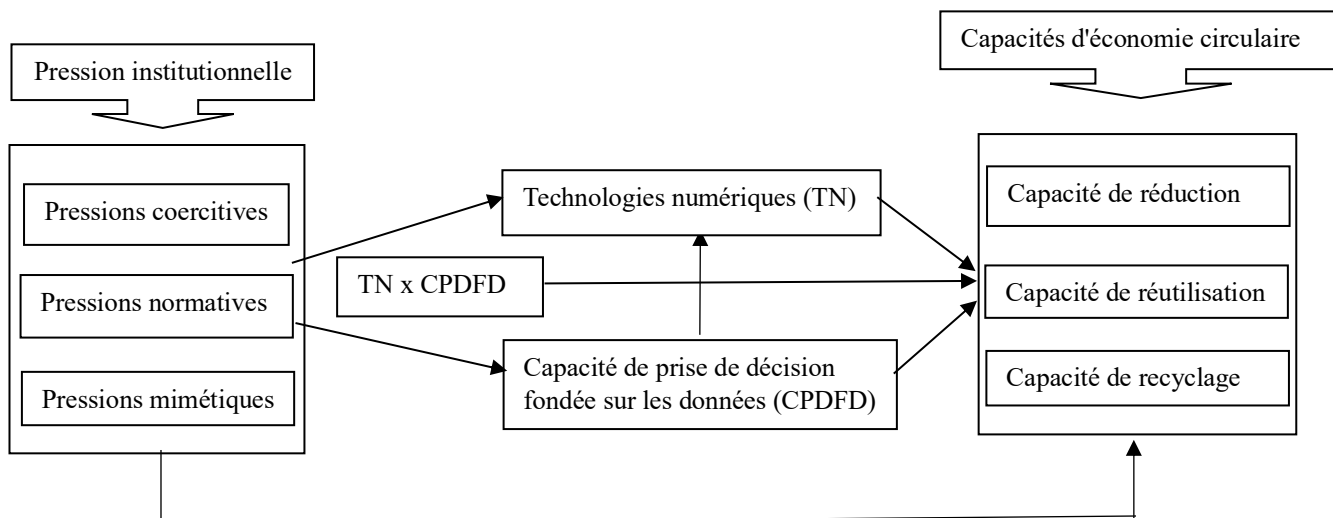 Capacités d'économie circulaire
Pression institutionnelle
Pressions coercitives
Pressions normatives
Pressions mimétiques
Technologies numériques (TN)
TN x CPDFD
Capacité de prise de décision
fondée sur les données (CPDFD)
Capacité de réduction
Capacité de réutilisation
Capacité de recyclage